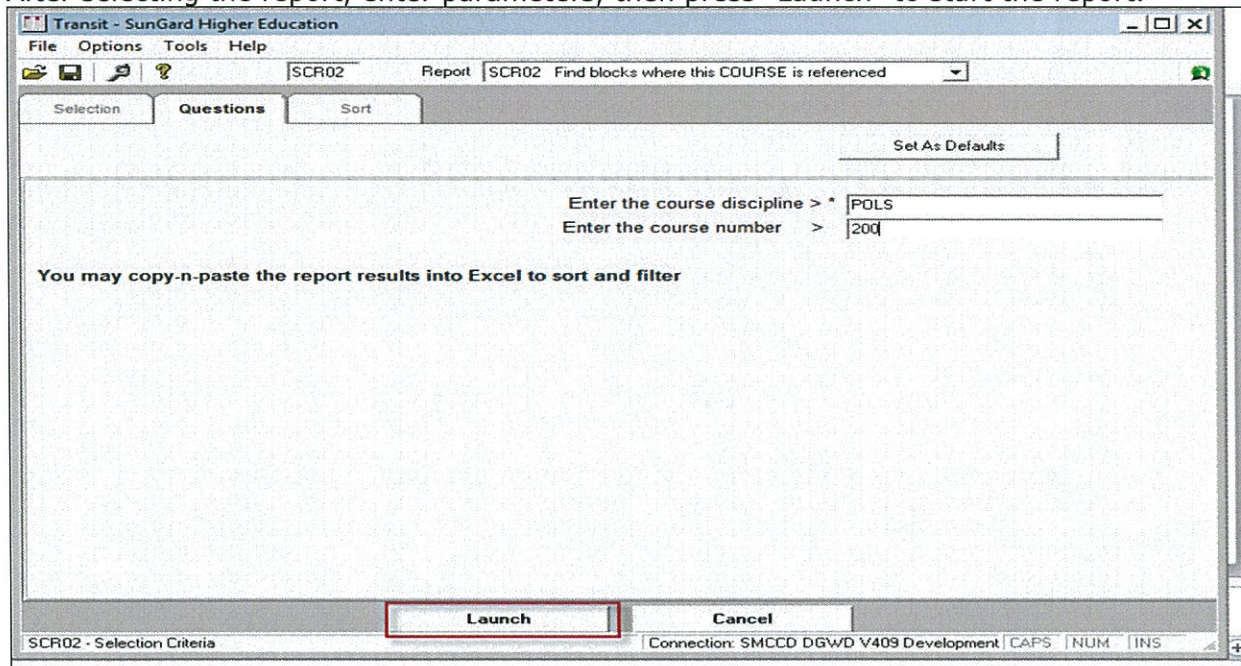 After selecting the report, enter parameters, then press "Launch" to start the report.
Transit - SunGard Higher Education
File Options Tools Help
SCR02 Report SCR02 Find blocks where this COURSE is referenced
Selection Questions Sort
Set As Defaults
Enter the course discipline > * POLS
Enter the course number > 200
You may copy-n-paste the report results into Excel to sort and filter
Launch Cancel
SCR02 - Selection Criteria Connection: SMCCD DGWD V409 Development CAPS NUM INS